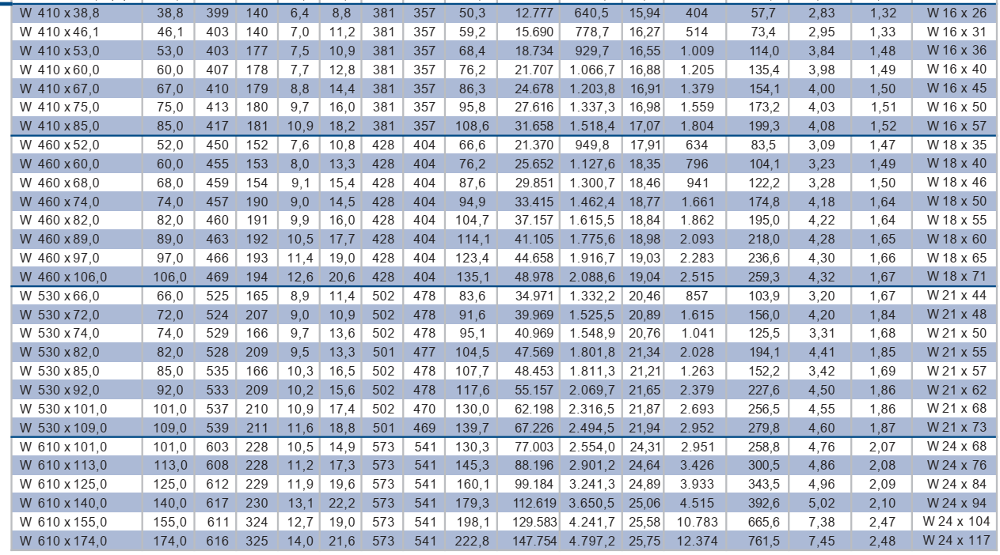 W 410 x 38,8 38,8 399 140 6,4 8,8 381 357 50,3 12.777 640,5 15,94 404 57,7 2,83 1,32 W 16 x 26
W 410 x 46,1 46,1 403 140 7,0 11,2 381 357 59,2 15.690 778,7 16,27 514 73,4 2,95 1,33 W 16 x 31
W 410 x 53,0 53,0 403 177 7,5 10,9 381 357 68,4 18.734 929,7 16,55 1.009 114,0 3,84 1,48 W 16 x 36
W 410 x 60,0 60,0 407 178 7,7 12,8 381 357 76,2 21.707 1.066,7 16,88 1.205 135,4 3,98 1,49 W 16 x 40
W 410 x 67,0 67,0 410 179 8,8 14,4 381 357 86,3 24.678 1.203,8 16,91 1.379 154,1 4,00 1,50 W 16 x 45
W 410 x 75,0 75,0 413 180 9,7 16,0 381 357 95,8 27.616 1.337,3 16,98 1.559 173,2 4,03 1,51 W 16 x 50
W 410 x 85,0 85,0 417 181 10,9 18,2 381 357 108,6 31.658 1.518,4 17,07 1.804 199,3 4,08 1,52 W 16 x 57
W 460 x 52,0 52,0 450 152 7,6 10,8 428 404 66,6 21.370 949,8 17,91 634 83,5 3,09 1,47 W 18 x 35
W 460 x 60,0 60,0 455 153 8,0 13,3 428 404 76,2 25.652 1.127,6 18,35 796 104,1 3,23 1,49 W 18 x 40
W 460 x 68,0 68,0 459 154 9,1 15,4 428 404 87,6 29.851 1.300,7 18,46 941 122,2 3,28 1,50 W 18 x 46
W 460 x 74,0 74,0 457 190 9,0 14,5 428 404 94,9 33.415 1.462,4 18,77 1.661 174,8 4,18 1,64 W 18 x 50
W 460 x 82,0 82,0 460 191 9,9 16,0 428 404 104,7 37.157 1.615,5 18,84 1.862 195,0 4,22 1,64 W 18 x 55
W 460 x 89,0 89,0 463 192 10,5 17,7 428 404 114,1 41.105 1.775,6 18,98 2.093 218,0 4,28 1,65 W 18 x 60
W 460 x 97,0 97,0 466 193 11,4 19,0 428 404 123,4 44.658 1.916,7 19,03 2.283 236,6 4,30 1,66 W 18 x 65
W 460 x 106,0 106,0 469 194 12,6 20,6 428 404 135,1 48.978 2.088,6 19,04 2.515 259,3 4,32 1,67 W 18 x 71
W 530 x 66,0 66,0 525 165 8,9 11,4 502 478 83,6 34.971 1.332,2 20,46 857 103,9 3,20 1,67 W 21 x 44
W 530 x 72,0 72,0 524 207 9,0 10,9 502 478 91,6 39.969 1.525,5 20,89 1.615 156,0 4,20 1,84 W 21 x 48
W 530 x 74,0 74,0 529 166 9,7 13,6 502 478 95,1 40.969 1.548,9 20,76 1.041 125,5 3,31 1,68 W 21 x 50
W 530 x 82,0 82,0 528 209 9,5 13,3 501 477 104,5 47.569 1.801,8 21,34 2.028 194,1 4,41 1,85 W 21 x 55
W 530 x 85,0 85,0 535 166 10,3 16,5 502 478 107,7 48.453 1.811,3 21,21 1.263 152,2 3,42 1,69 W 21 x 57
W 530 x 92,0 92,0 533 209 10,2 15,6 502 478 117,6 55.157 2.069,7 21,65 2.379 227,6 4,50 1,86 W 21 x 62
W 530 x 101,0 101,0 537 210 10,9 17,4 502 470 130,0 62.198 2.316,5 21,87 2.693 256,5 4,55 1,86 W 21 x 68
W 530 x 109,0 109,0 539 211 11,6 18,8 501 469 139,7 67.226 2.494,5 21,94 2.952 279,8 4,60 1,87 W 21 x 73
W 610 x 101,0 101,0 603 228 10,5 14,9 573 541 130,3 77.003 2.554,0 24,31 2.951 258,8 4,76 2,07 W 24 x 68
W 610 x 113,0 113,0 608 228 11,2 17,3 573 541 145,3 88.196 2.901,2 24,64 3.426 300,5 4,86 2,08 W 24 x 76
W 610 x 125,0 125,0 612 229 11,9 19,6 573 541 160,1 99.184 3.241,3 24,89 3.933 343,5 4,96 2,09 W 24 x 84
W 610 x 140,0 140,0 617 230 13,1 22,2 573 541 179,3 112.619 3.650,5 25,06 4.515 392,6 5,02 2,10 W 24 x 94
W 610 x 155,0 155,0 611 324 12,7 19,0 573 541 198,1 129.583 4.241,7 25,58 10.783 665,6 7,38 2,47 W 24 x 104
W 610 x 174,0 174,0 616 325 14,0 21,6 573 541 222,8 147.754 4.797,2 25,75 12.374 761,5 7,45 2,48 W 24 x 117